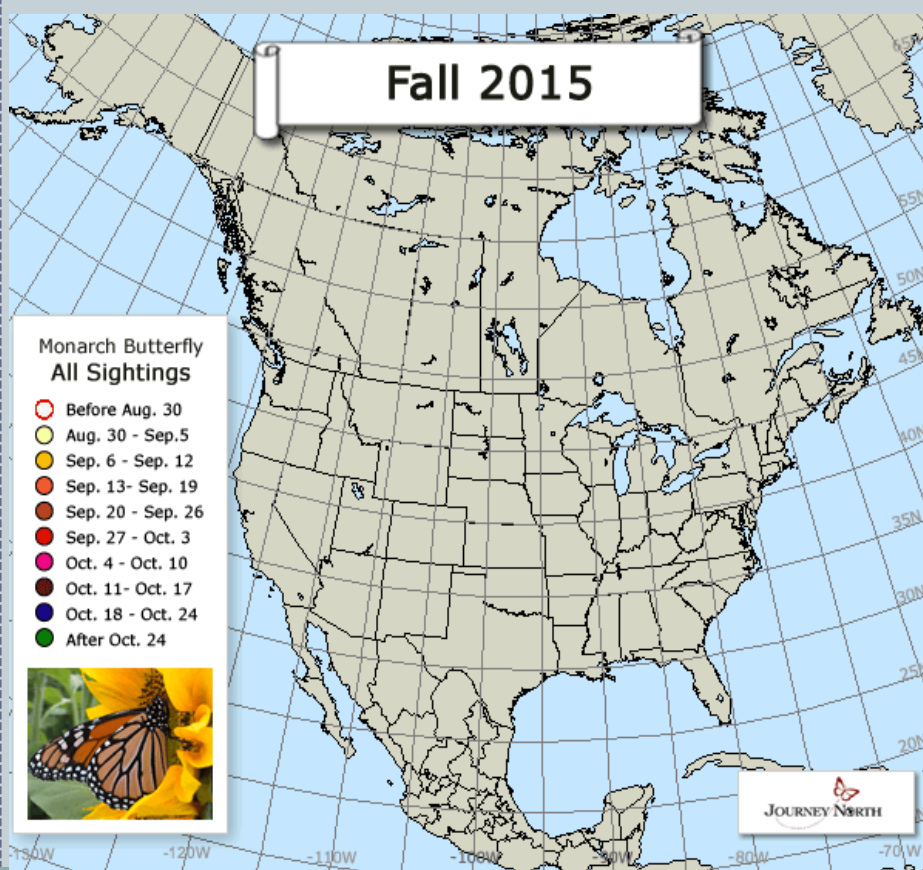 Fall 2015
65N
55N
50N
45N
40N
35N
30N
25N
20N
Monarch Butterfly
All Sightings
Before Aug. 30
Aug. 30 - Sep.5
Sep. 6 - Sep. 12
Sep. 13- Sep. 19
Sep. 20 - Sep. 26
Sep. 27 - Oct. 3
Oct. 4 - Oct. 10
Oct. 11- Oct. 17
Oct. 18 - Oct. 24
After Oct. 24
JOURNEY NORTH
-130W -120W -110W -100W -90W -80W -70W